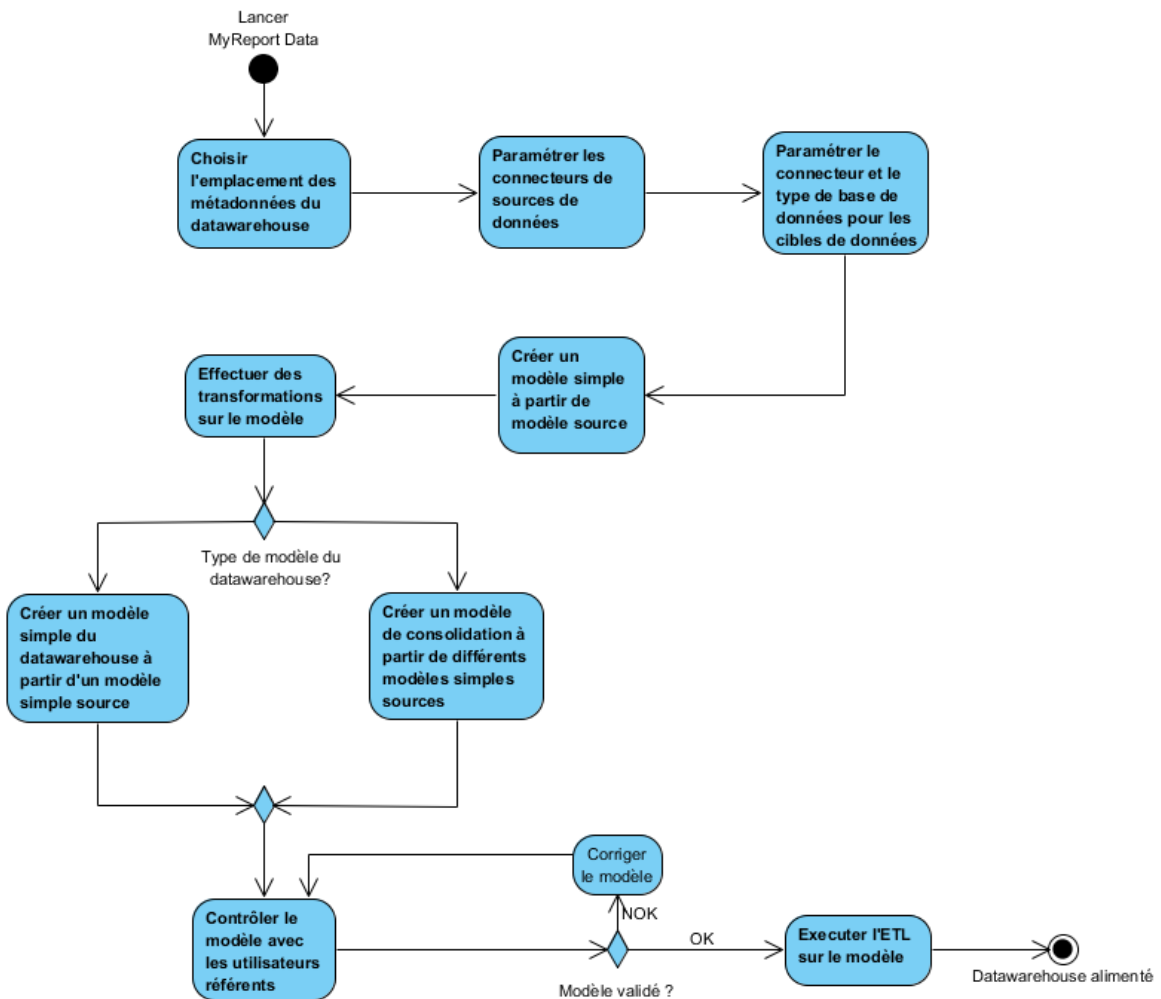 Lancer
MyReport Data
Choisir
l'emplacement des
métadonnées du
datawarehouse
Paramétrer les
connecteurs de
sources de
données
Paramétrer le
connecteur et le
type de base de
données pour les
cibles de données
Créer un
modèle simple
à partir de
modèle source
Effectuer des
transformations
sur le modèle
Type de modèle du
datawarehouse?
Créer un modèle
simple du
datawarehouse à
partir d'un modèle
simple source
Créer un modèle
de consolidation à
partir de différents
modèles simples
sources
Corriger
le modèle
NOK
Contrôler le
modèle avec
les utilisateurs
référents
Modèle validé ?
OK
Executer l'ETL
sur le modèle
Datawarehouse alimenté